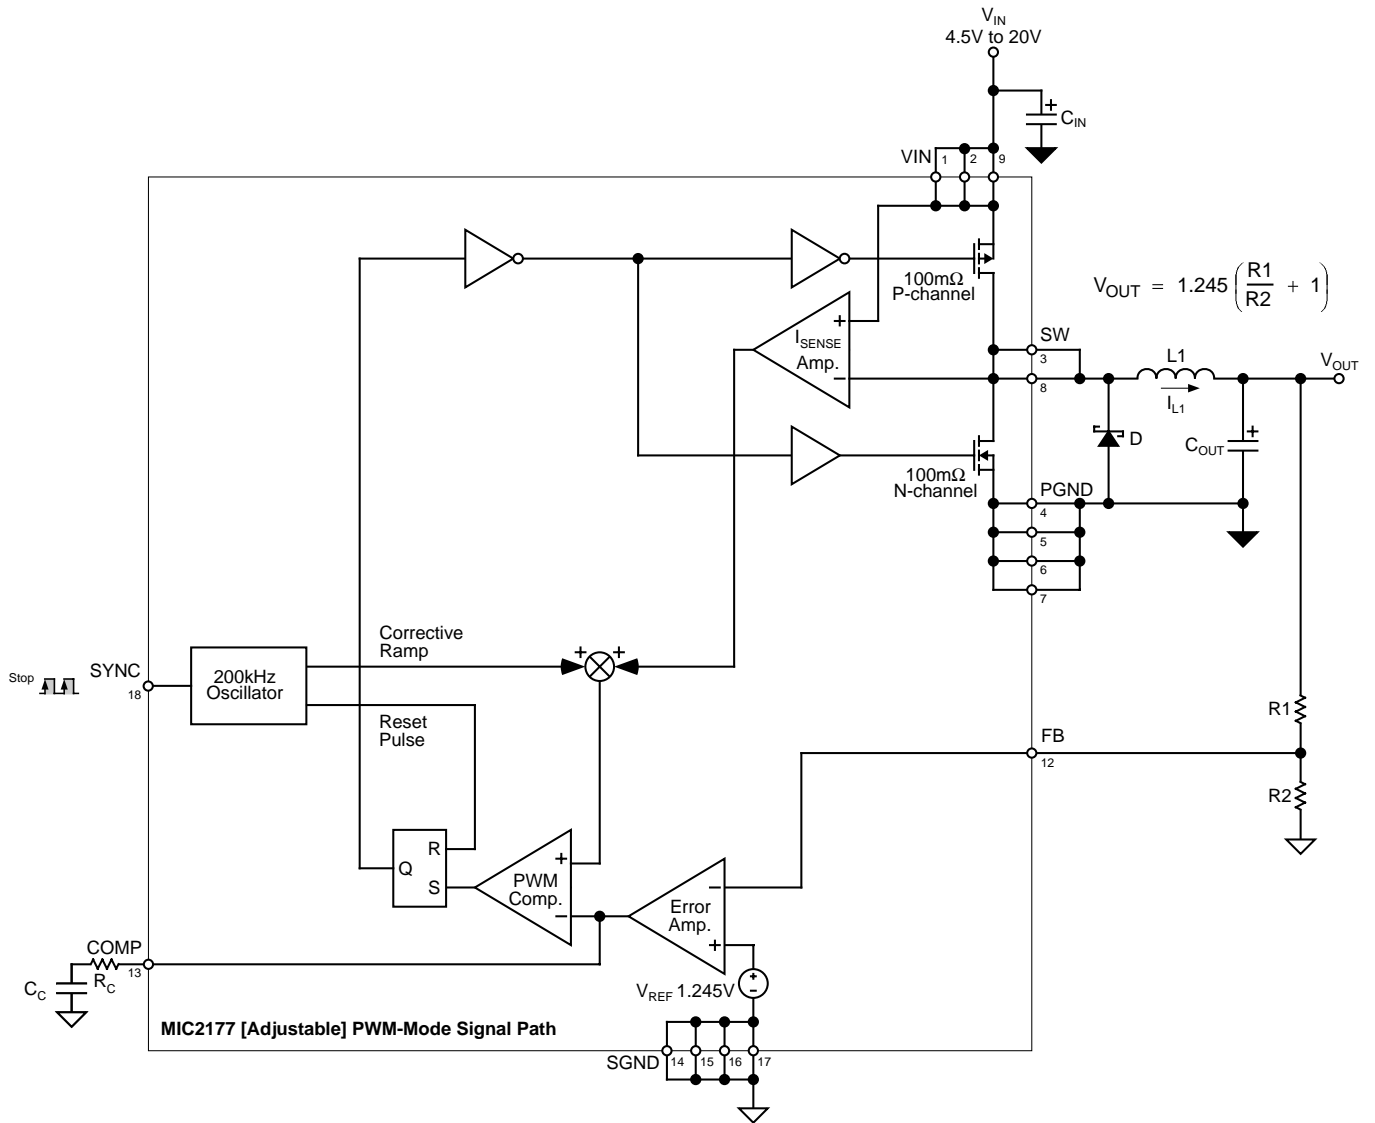 VIN
4.5V to 20V
CIN
VIN
1
2
9
100mΩ
P-channel
VOUT = 1.245 (R1/R2 + 1)
+
ISENSE
Amp.
−
SW
3
8
L1
IL1
VOUT
D
+
COUT
100mΩ
N-channel
PGND
4
5
6
7
Corrective
Ramp
+
+
SYNC
Stop
18
200kHz
Oscillator
Reset
Pulse
R1
FB
12
R2
R
Q
S
+
PWM
Comp.
−
−
Error
Amp.
+
COMP
13
CC
RC
VREF 1.245V
+
-
MIC2177 [Adjustable] PWM-Mode Signal Path
SGND
14
15
16
17